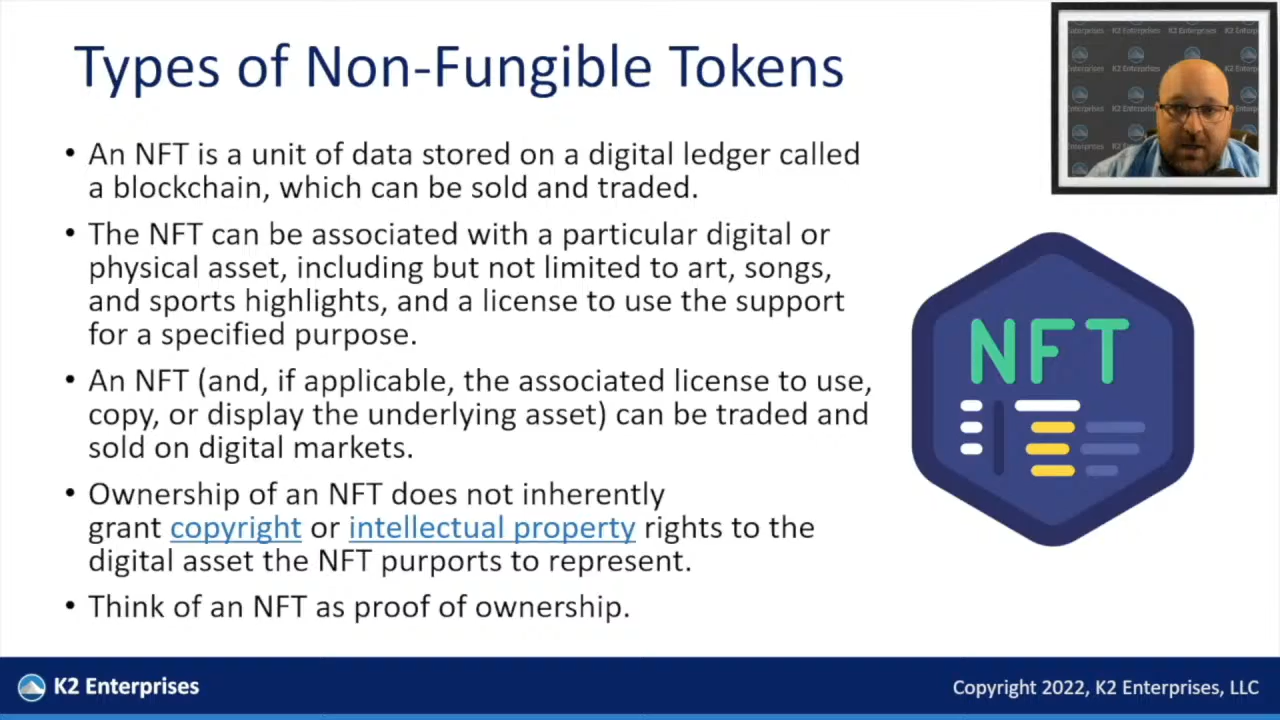 Types of Non-Fungible Tokens
• An NFT is a unit of data stored on a digital ledger called
a blockchain, which can be sold and traded.
• The NFT can be associated with a particular digital or
physical asset, including but not limited to art, songs,
and sports highlights, and a license to use the support
for a specified purpose.
• An NFT (and, if applicable, the associated license to use,
copy, or display the underlying asset) can be traded and
sold on digital markets.
• Ownership of an NFT does not inherently
grant copyright or intellectual property rights to the
digital asset the NFT purports to represent.
• Think of an NFT as proof of ownership.
NFT
K2 Enterprises
Copyright 2022, K2 Enterprises, LLC